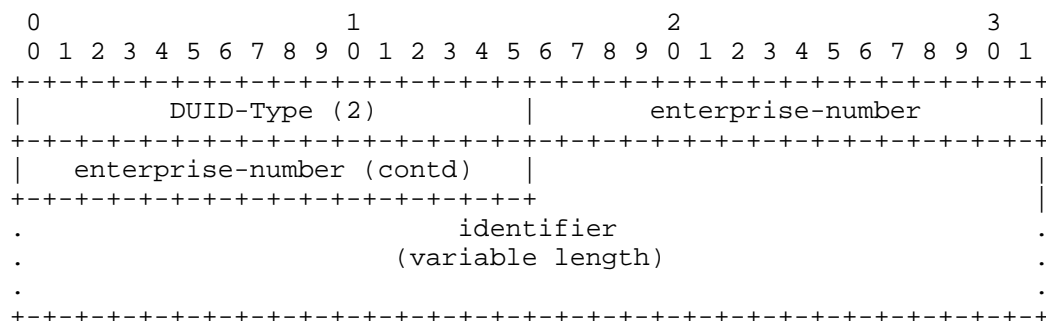 0                   1                   2                   3
 0 1 2 3 4 5 6 7 8 9 0 1 2 3 4 5 6 7 8 9 0 1 2 3 4 5 6 7 8 9 0 1
+-+-+-+-+-+-+-+-+-+-+-+-+-+-+-+-+-+-+-+-+-+-+-+-+-+-+-+-+-+-+-+-+
|         DUID-Type (2)         |       enterprise-number       |
+-+-+-+-+-+-+-+-+-+-+-+-+-+-+-+-+-+-+-+-+-+-+-+-+-+-+-+-+-+-+-+-+
|   enterprise-number (contd)   |                               |
+-+-+-+-+-+-+-+-+-+-+-+-+-+-+-+-+                               |
.                           identifier                          .
.                       (variable length)                       .
.                                                               .
+-+-+-+-+-+-+-+-+-+-+-+-+-+-+-+-+-+-+-+-+-+-+-+-+-+-+-+-+-+-+-+-+